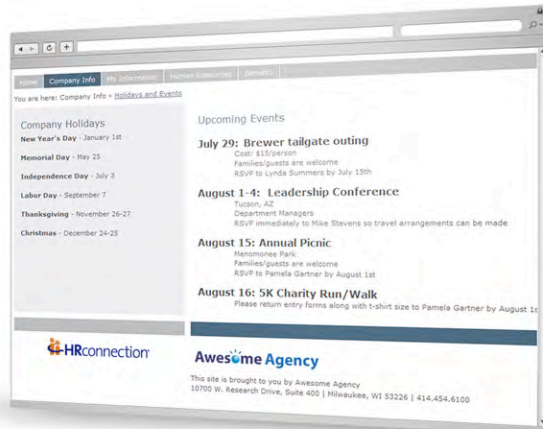 Home Company Info My Information Human Resources Benefits
You are here: Company Info » Holidays and Events
Company Holidays
New Year's Day - January 1st
Memorial Day - May 25
Independence Day - July 3
Labor Day - September 7
Thanksgiving - November 26-27
Christmas - December 24-25
Upcoming Events
July 29: Brewer tailgate outing
Cost: $15/person
Families/guests are welcome
RSVP to Lynda Summers by July 15th
August 1-4: Leadership Conference
Tucson, AZ
Department Managers
RSVP immediately to Mike Stevens so travel arrangements can be made
August 15: Annual Picnic
Menomonee Park
Families/guests are welcome
RSVP to Pamela Gartner by August 1st
August 16: 5K Charity Run/Walk
Please return entry forms along with t-shirt size to Pamela Gartner by August 1s
HRconnection
Awesome Agency
This site is brought to you by Awesome Agency
10700 W. Research Drive, Suite 400 | Milwaukee, WI 53226 | 414.454.6100